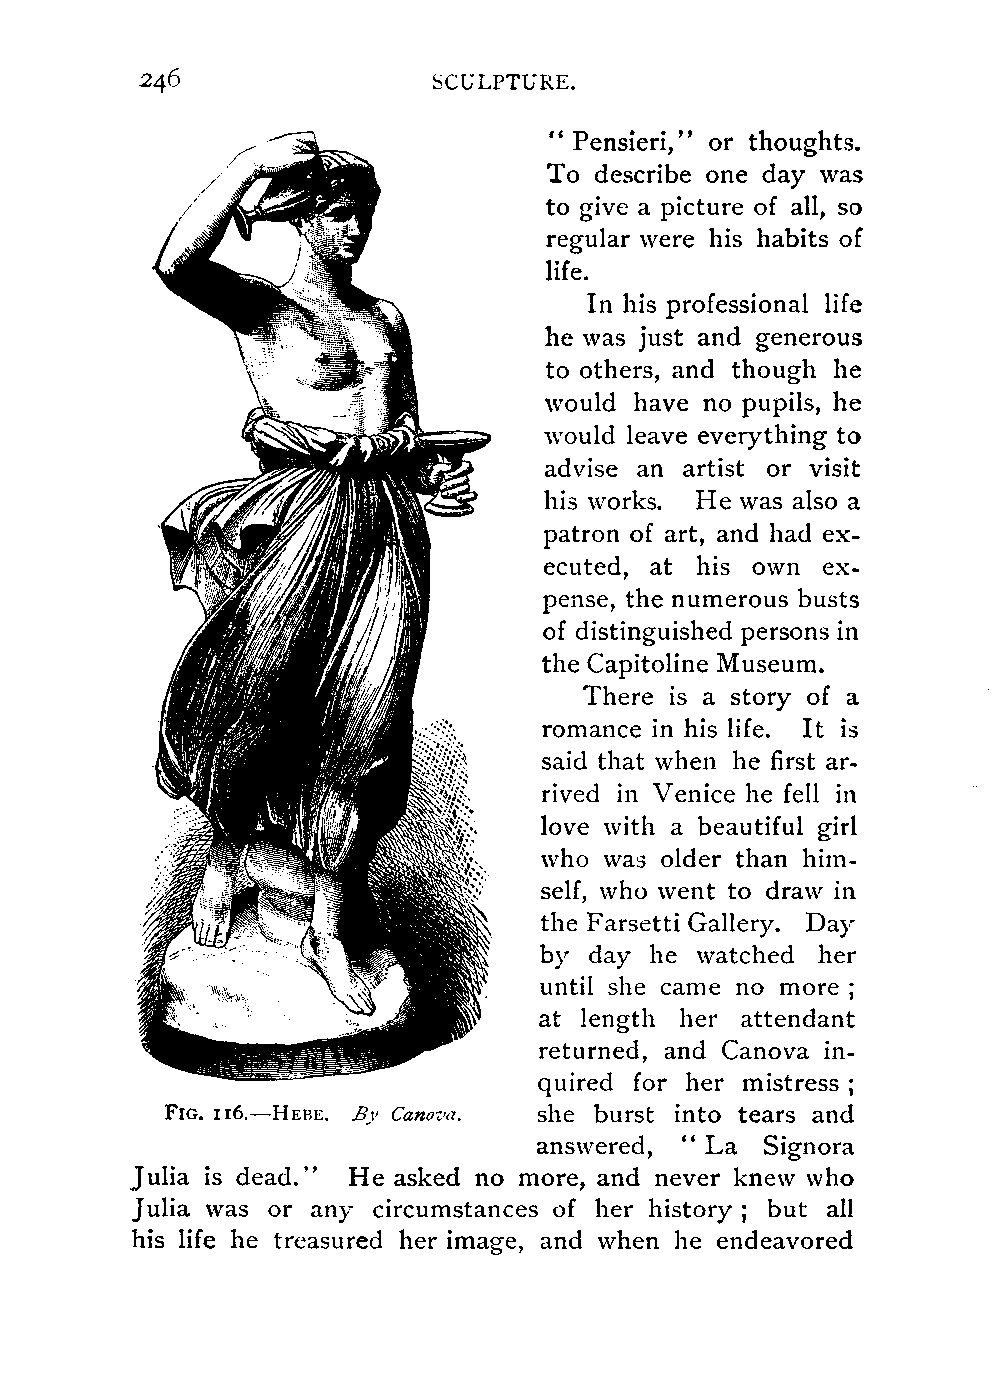 246 SCULPTURE.
“ Pensieri,” or thoughts.
To describe one day was
to give a picture of all, so
regular were his habits of
life.
In his professional life
he was just and generous
to others, and though he
would have no pupils, he
would leave everything to
advise an artist or visit
his works. He was also a
patron of art, and had ex-
ecuted, at his own ex-
pense, the numerous busts
of distinguished persons in
the Capitoline Museum.
There is a story of a
romance in his life. It is
said that when he first ar-
rived in Venice he fell in
love with a beautiful girl
who was older than him-
self, who went to draw in
the Farsetti Gallery. Day
by day he watched her
until she came no more ;
at length her attendant
returned, and Canova in-
quired for her mistress ;
she burst into tears and
answered, “ La Signora
Julia is dead.” He asked no more, and never knew who
Julia was or any circumstances of her history ; but all
his life he treasured her image, and when he endeavored
FIG. 116.—HEBE. By Canova.